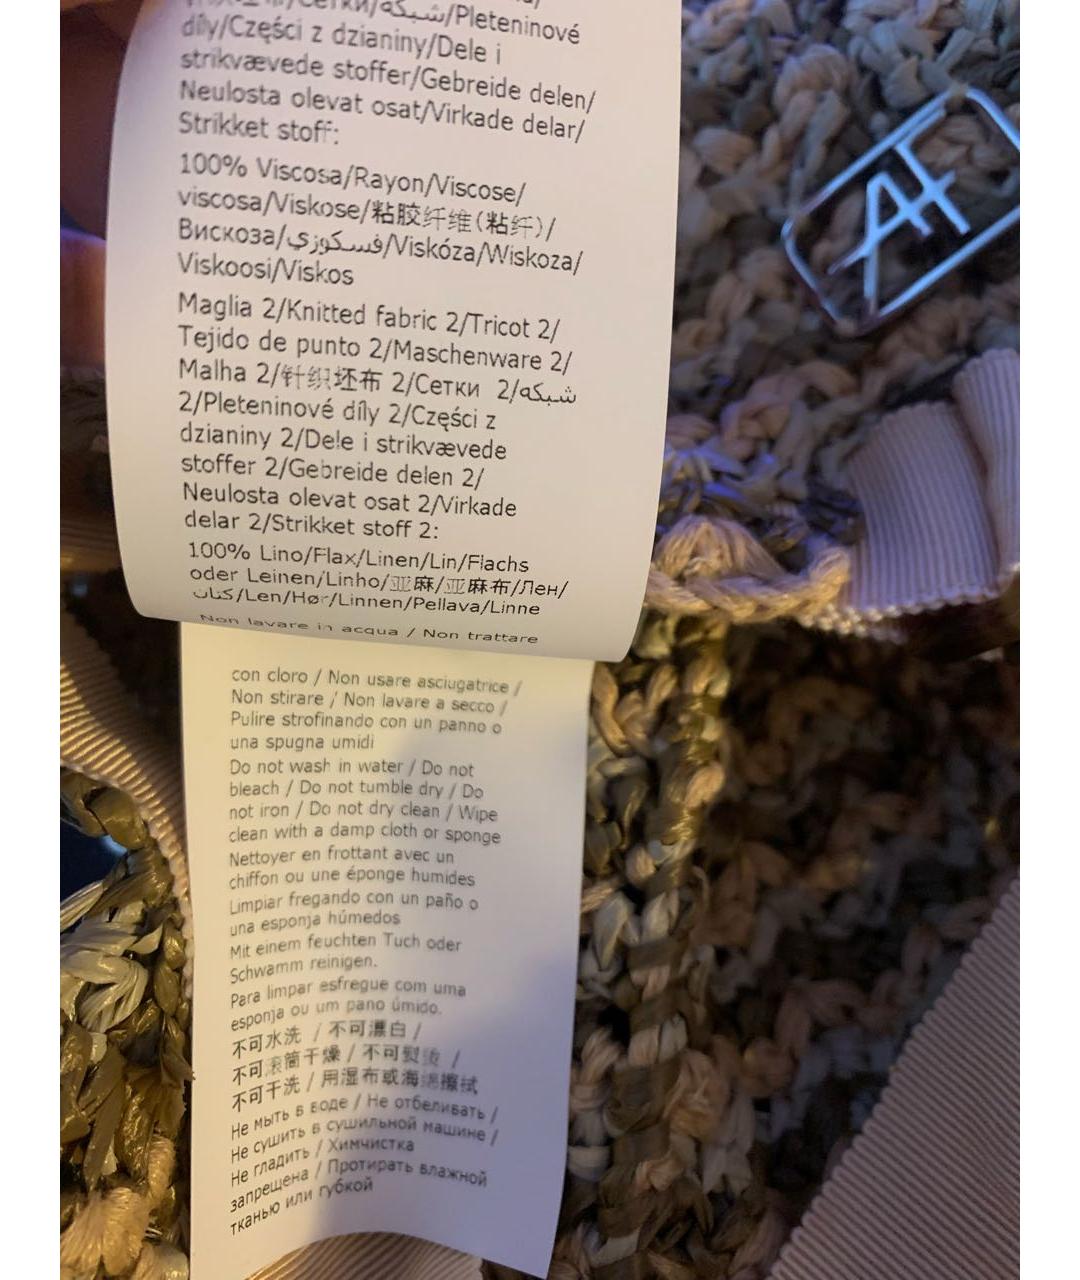 /شبكة/Pleteninové
díly/Części z dzianiny/Dele i
strikvævede stoffer/Gebreide delen/
Neulosta olevat osat/Virkade delar/
Strikket stoff:
100% Viscosa/Rayon/Viscose/
viscosa/Viskose/粘胶纤维(粘纤)/
Вискоза/فسكوزي/Viskóza/Wiskoza/
Viskoosi/Viskos
Maglia 2/Knitted fabric 2/Tricot 2/
Tejido de punto 2/Maschenware 2/
Malha 2/针织坯布 2/Сетки 2/شبكة
2/Pleteninové díly 2/Części z
dzianiny 2/Dele i strikvævede
stoffer 2/Gebreide delen 2/
Neulosta olevat osat 2/Virkade
delar 2/Strikket stoff 2:
100% Lino/Flax/Linen/Lin/Flachs
oder Leinen/Linho/亚麻/亚麻布/Лен/
كتان/Len/Hør/Linnen/Pellava/Linne
Non lavare in acqua / Non trattare
con cloro / Non usare asciugatrice /
Non stirare / Non lavare a secco /
Pulire strofinando con un panno o
una spugna umidi
Do not wash in water / Do not
bleach / Do not tumble dry / Do
not iron / Do not dry clean / Wipe
clean with a damp cloth or sponge
Nettoyer en frottant avec un
chiffon ou une éponge humides
Limpiar fregando con un paño o
una esponja húmedos
Mit einem feuchten Tuch oder
Schwamm reinigen.
Para limpar esfregue com uma
esponja ou um pano úmido.
不可水洗 / 不可漂白 /
不可滚筒干燥 / 不可熨烫 /
不可干洗 / 用湿布或海绵擦拭
Не мыть в воде / Не отбеливать /
Не сушить в сушильной машине /
Не гладить / Химчистка
запрещена / Протирать влажной
тканью или губкой
AF